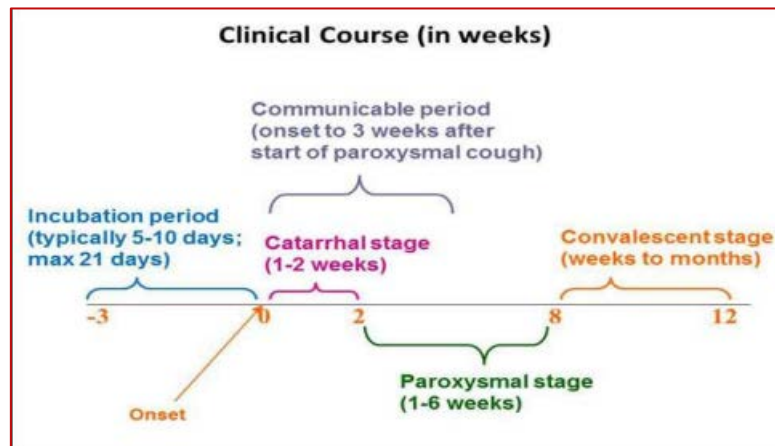 Clinical Course (in weeks)
Communicable period
(onset to 3 weeks after
start of paroxysmal cough)
Incubation period
(typically 5-10 days;
max 21 days)
Catarrhal stage
(1-2 weeks)
Convalescent stage
(weeks to months)
-3
0
2
8
12
Paroxysmal stage
(1-6 weeks)
Onset